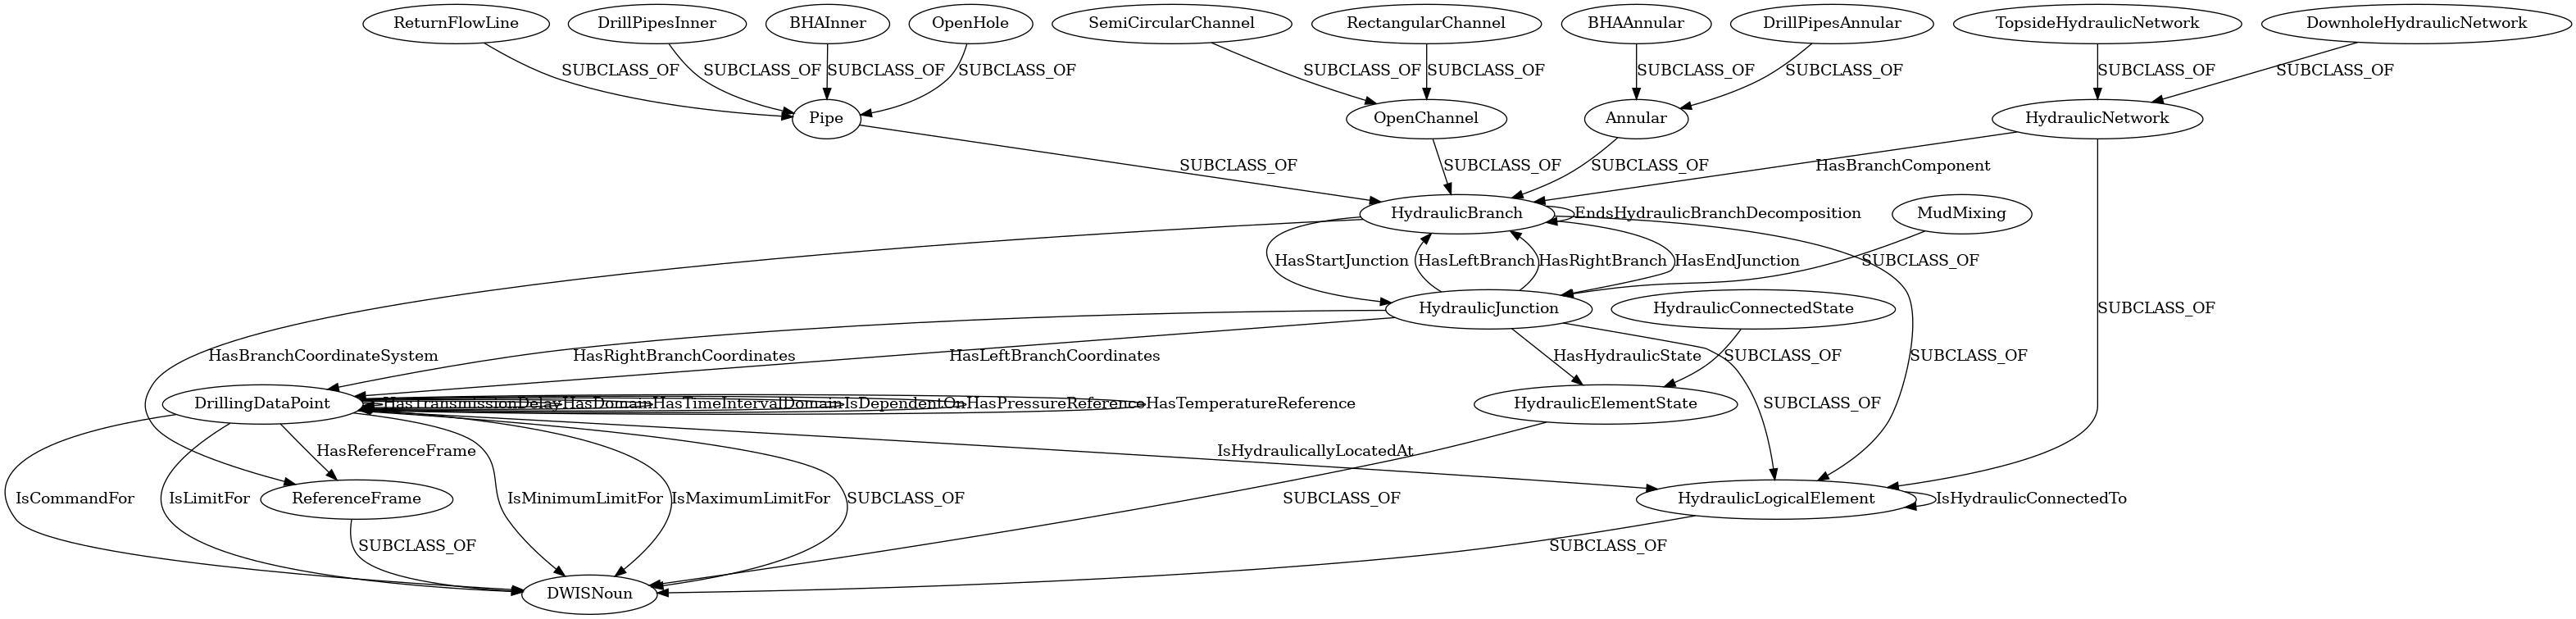 ReturnFlowLine
DrillPipesInner
BHAInner
OpenHole
SemiCircularChannel
RectangularChannel
BHAAnnular
DrillPipesAnnular
TopsideHydraulicNetwork
DownholeHydraulicNetwork
SUBCLASS_OF
SUBCLASS_OF
SUBCLASS_OF
SUBCLASS_OF
SUBCLASS_OF
SUBCLASS_OF
SUBCLASS_OF
SUBCLASS_OF
SUBCLASS_OF
SUBCLASS_OF
Pipe
OpenChannel
Annular
HydraulicNetwork
SUBCLASS_OF
SUBCLASS_OF
SUBCLASS_OF
HasBranchComponent
HydraulicBranch
EndsHydraulicBranchDecomposition
MudMixing
HasStartJunction
HasLeftBranch
HasRightBranch
HasEndJunction
SUBCLASS_OF
HydraulicJunction
HydraulicConnectedState
SUBCLASS_OF
HasBranchCoordinateSystem
HasRightBranchCoordinates
HasLeftBranchCoordinates
HasHydraulicState
SUBCLASS_OF
SUBCLASS_OF
DrillingDataPoint
HasTransmissionDelay
HasDomain
HasTimeIntervalDomain
IsDependentOn
HasPressureReference
HasTemperatureReference
HydraulicElementState
SUBCLASS_OF
HasReferenceFrame
IsHydraulicallyLocatedAt
IsCommandFor
IsLimitFor
ReferenceFrame
IsMinimumLimitFor
IsMaximumLimitFor
SUBCLASS_OF
SUBCLASS_OF
HydraulicLogicalElement
IsHydraulicConnectedTo
SUBCLASS_OF
SUBCLASS_OF
DWISNoun